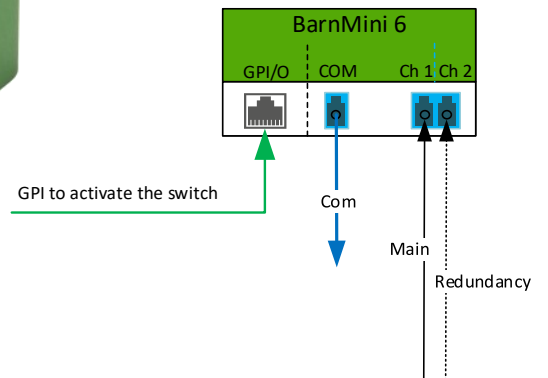 BarnMini 6
GPI/O COM Ch 1 Ch 2
GPI to activate the switch
Com
Main
Redundancy